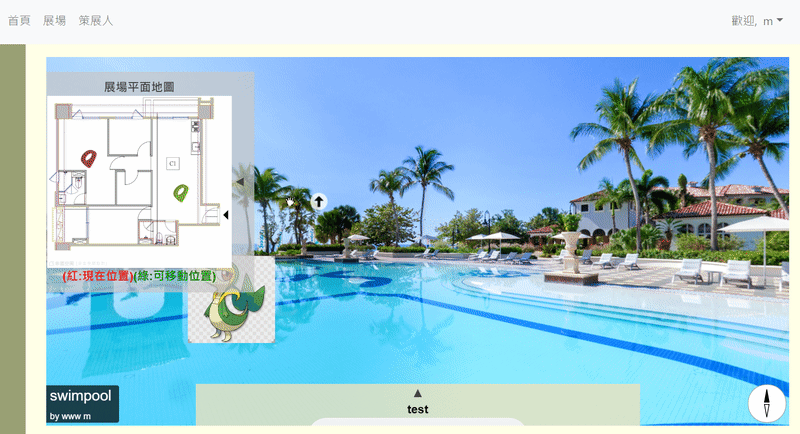 首頁 展場 策展人 歡迎, m
展場平面地圖
C1
(紅:現在位置)(綠:可移動位置)
swimpool
by www m
test